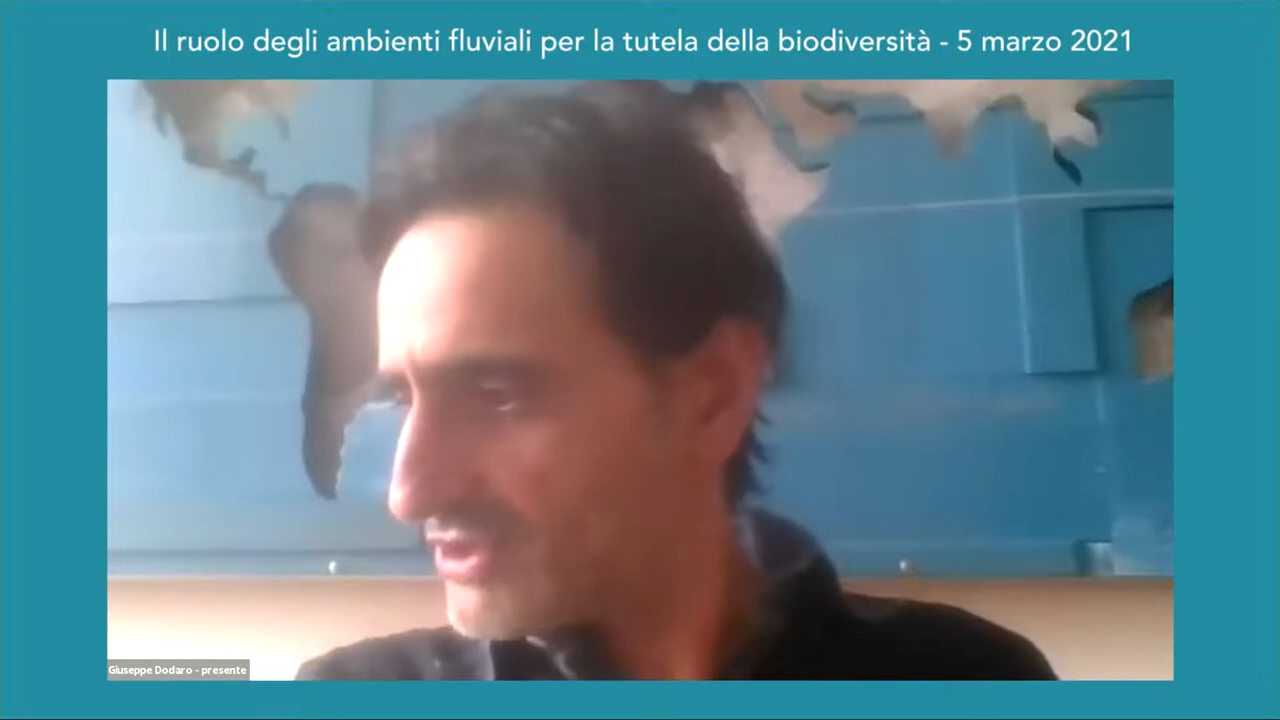 Il ruolo degli ambienti fluviali per la tutela della biodiversità - 5 marzo 2021
Giuseppe Dodaro - presente